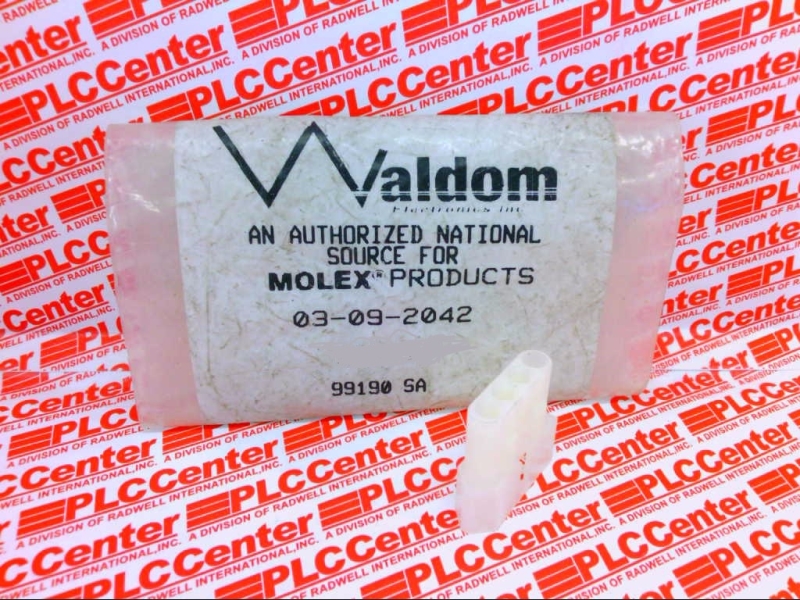 Waldom
Electronics Inc
AN AUTHORIZED NATIONAL
SOURCE FOR
MOLEX™ PRODUCTS
03-09-2042
99190 SA
PLCCenter
A DIVISION OF RADWELL INTERNATIONAL, INC.